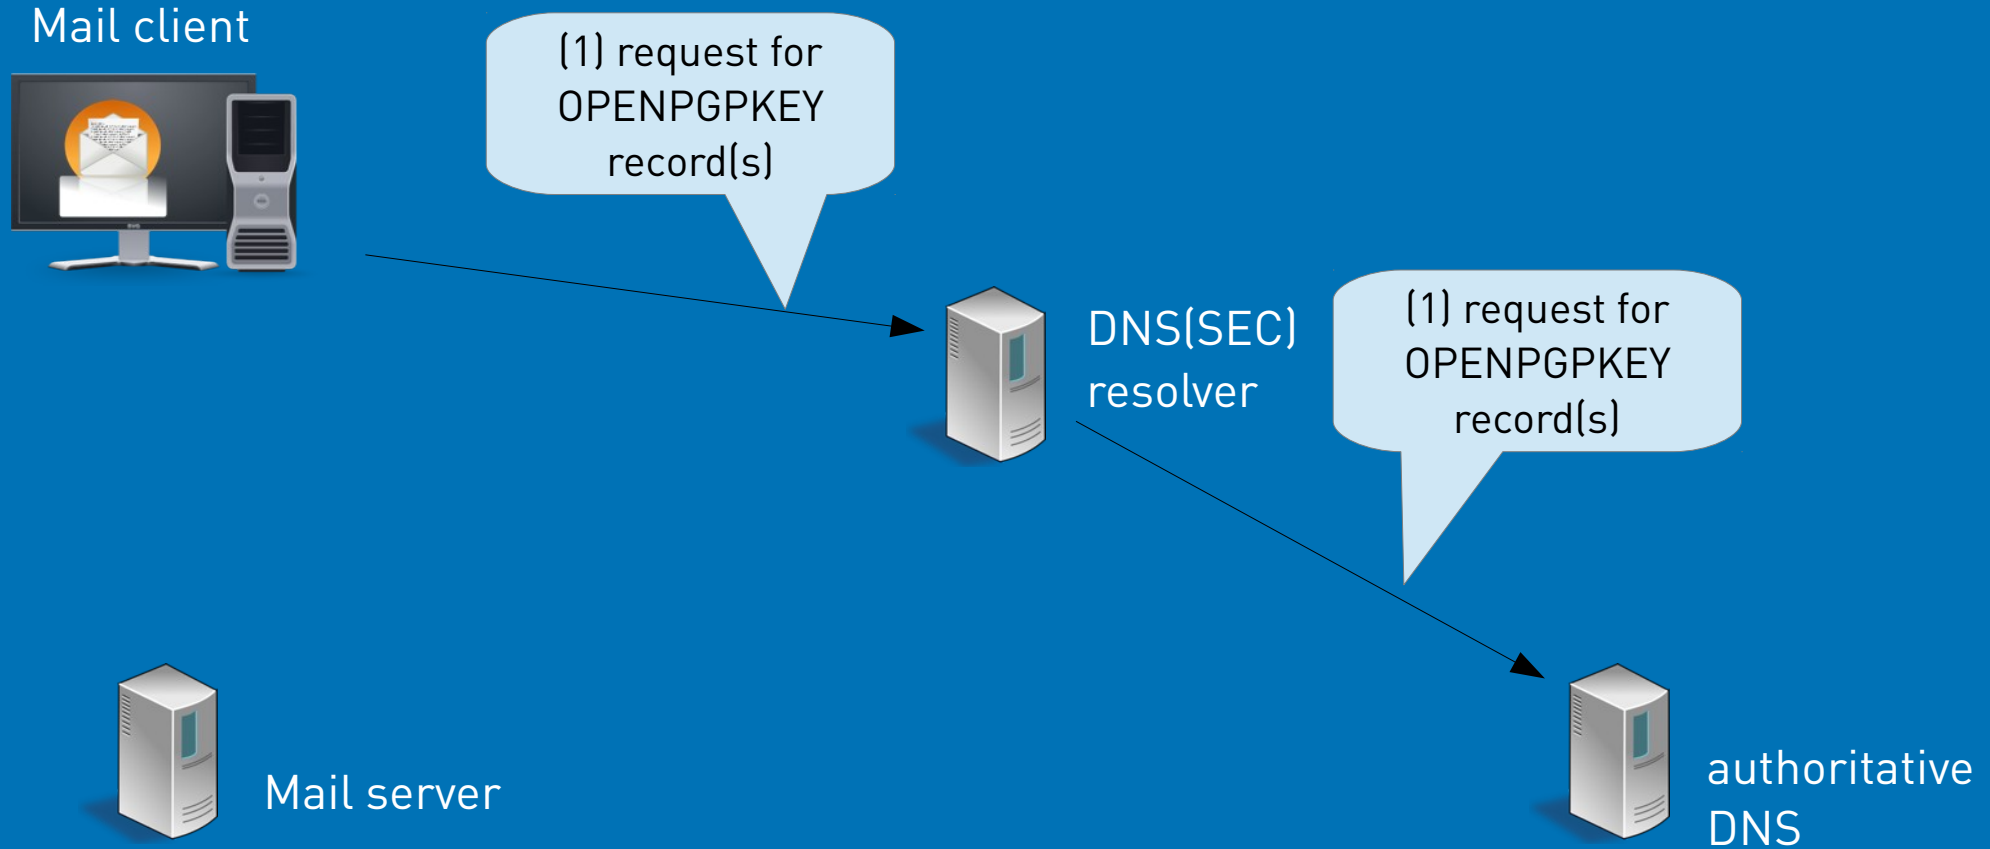 Mail client
(1) request for
OPENPGPKEY
record(s)
DNS(SEC)
resolver
(1) request for
OPENPGPKEY
record(s)
Mail server
authoritative
DNS